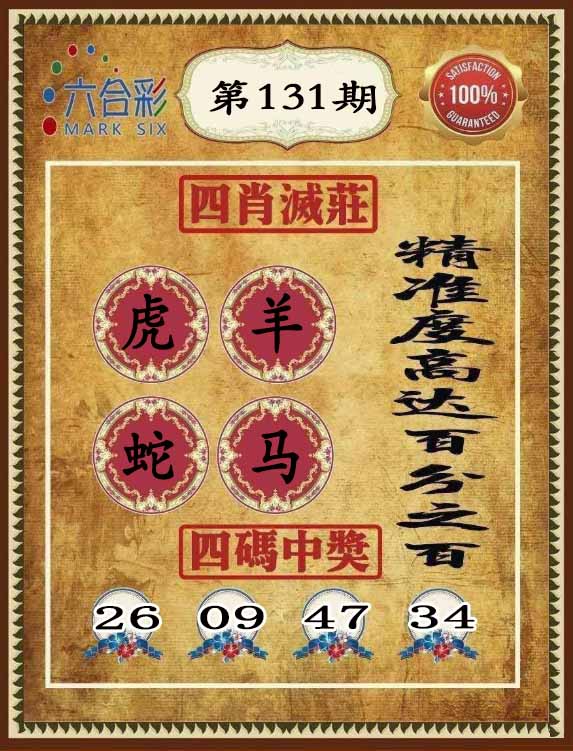 六合彩
MARK SIX
第131期
SATISFACTION
100%
GUARANTEED
四肖滅莊
虎
羊
蛇
马
精准度高达百分之百
四碼中獎
26
09
47
34